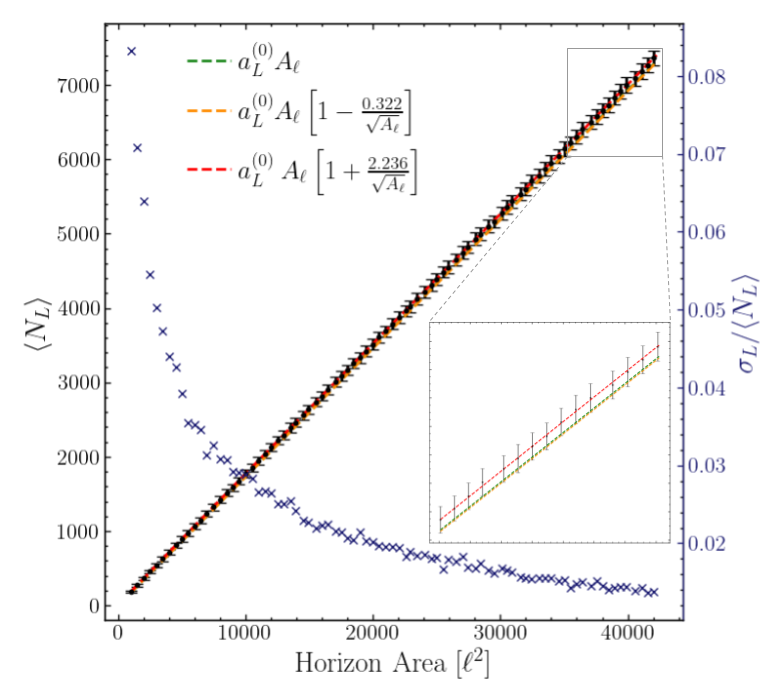 a_L^{(0)} A_ℓ
a_L^{(0)} A_ℓ [1 − 0.322/√A_ℓ]
a_L^{(0)} A_ℓ [1 + 2.236/√A_ℓ]
⟨N_L⟩
7000
6000
5000
4000
3000
2000
1000
0
0.08
0.07
0.06
0.05
0.04
0.03
0.02
σ_L/⟨N_L⟩
0 10000 20000 30000 40000
Horizon Area [ℓ²]